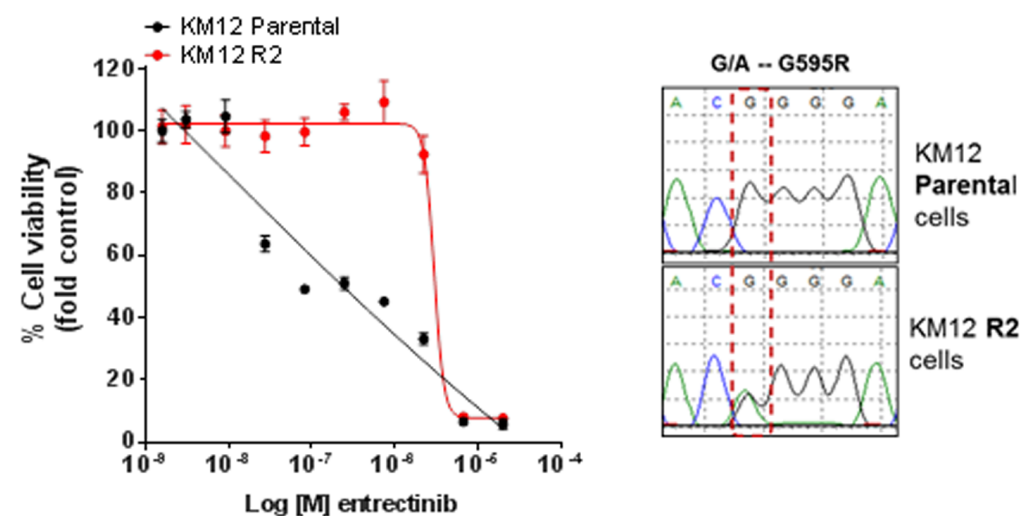 KM12 Parental
KM12 R2
120
100
80
60
40
20
0
% Cell viability
(fold control)
10-9
10-8
10-7
10-6
10-5
10-4
Log [M] entrectinib
G/A -- G595R
A C G G G G A
KM12
Parental
cells
A C G G G G A
KM12 R2
cells